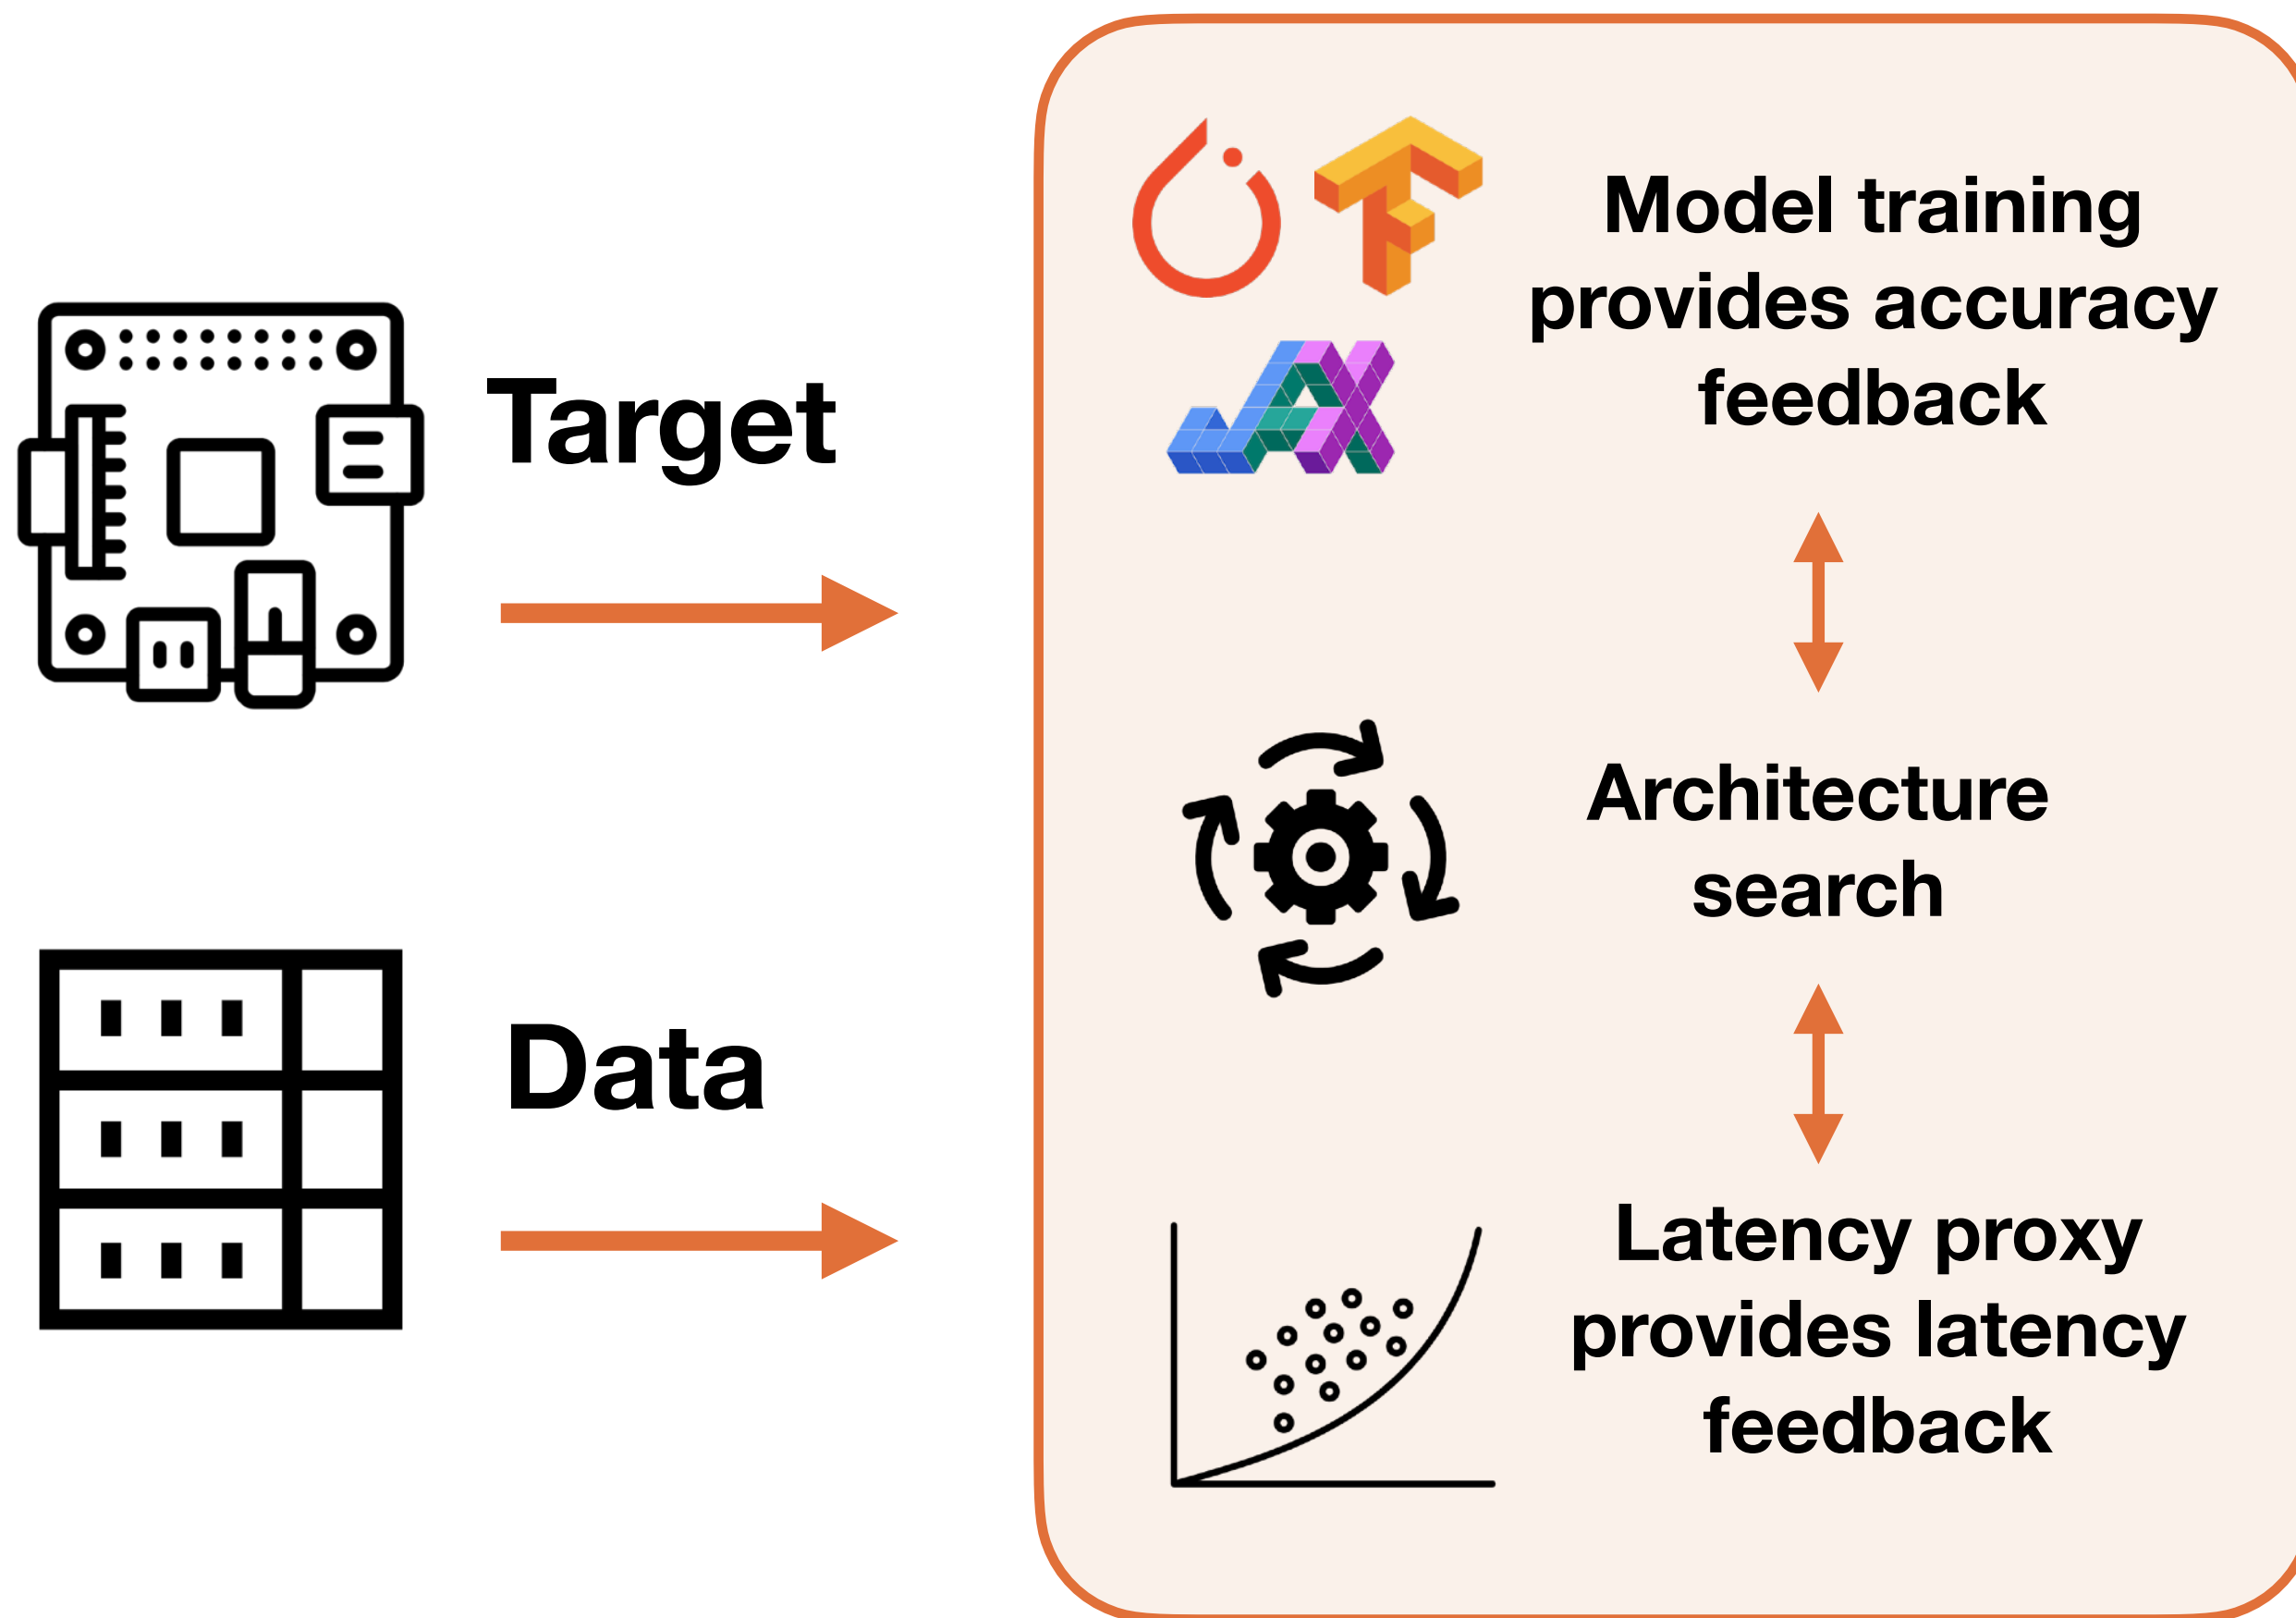 Target
Data
Model training
provides accuracy
feedback
Architecture
search
Latency proxy
provides latency
feedback